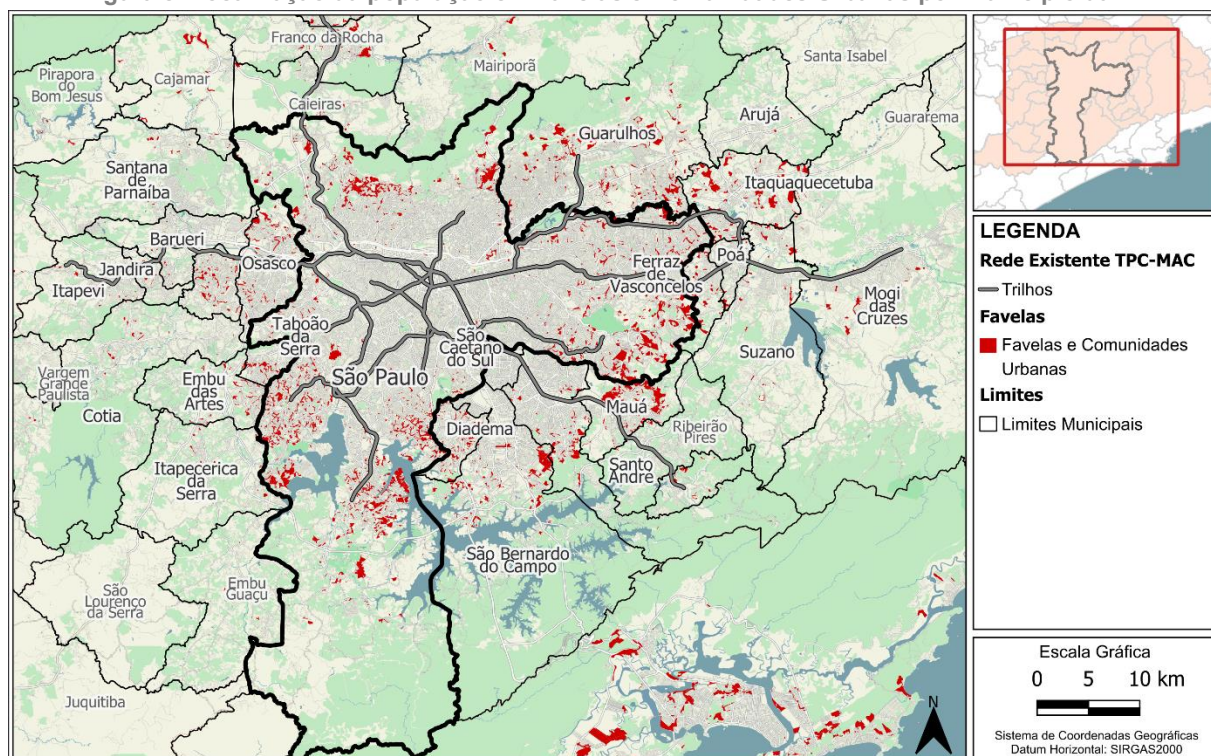 Franco da Rocha
Mairiporã
Santa Isabel
Pirapora
do
Bom Jesus
Cajamar
Caieiras
Guararema
Arujá
Guarulhos
Santana
de
Parnaíba
Itaquaquecetuba
Barueri
Jandira
Osasco
Itapevi
Poá
Ferraz
de
Vasconcelos
Mogi
das
Cruzes
Taboão
da
Serra
São
Caetano
do Sul
Suzano
São Paulo
Vargem
Grande
Paulista
Embu
das
Artes
Cotia
Mauá
Diadema
Ribeirão
Pires
Itapecerica
da
Serra
Santo
Andre
São Bernardo
do Campo
Embu
Guaçu
São
Lourenço
da Serra
Juquitiba
N
LEGENDA
Rede Existente TPC-MAC
Trilhos
Favelas
Favelas e Comunidades
Urbanas
Limites
Limites Municipais
Escala Gráfica
0 5 10 km
Sistema de Coordenadas Geográficas
Datum Horizontal: SIRGAS2000